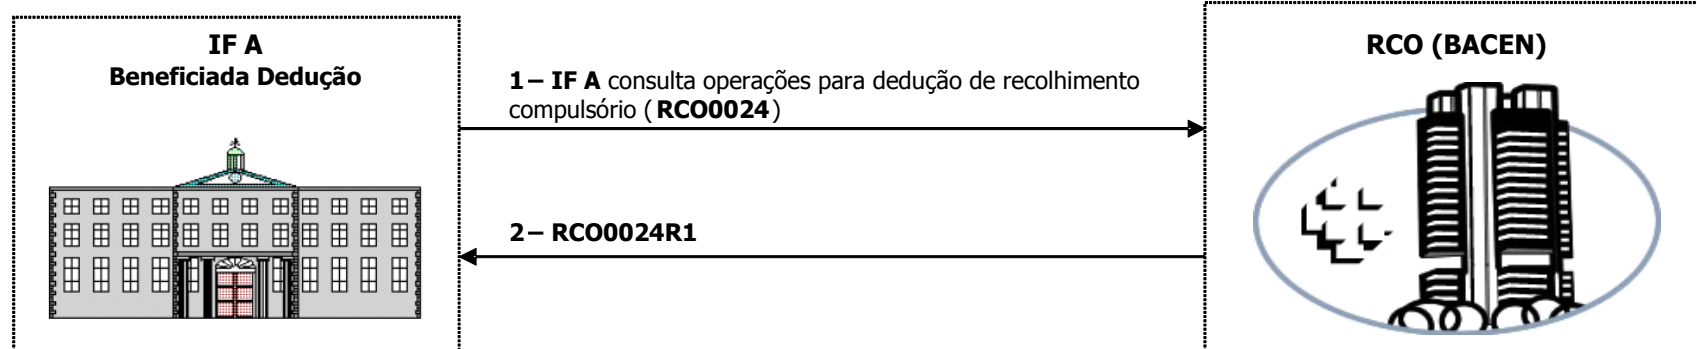 IF A
Beneficiada Dedução
1 – IF A consulta operações para dedução de recolhimento
compulsório ( RCO0024 )
2 – RCO0024R1
RCO (BACEN)